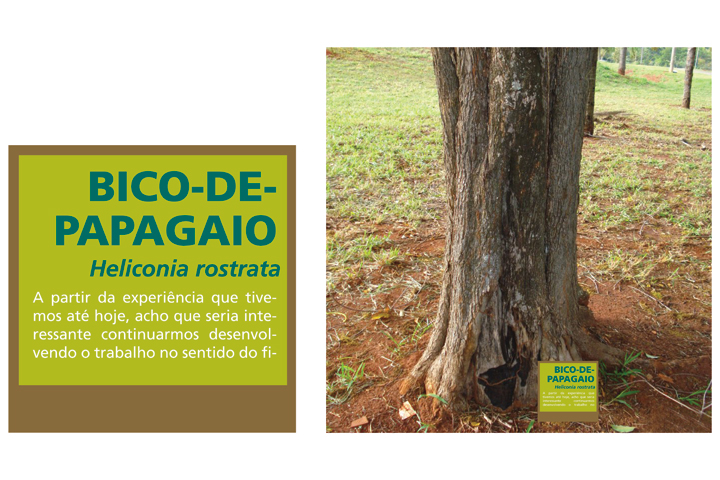 BICO-DE-
PAPAGAIO
Heliconia rostrata
A partir da experiência que tive-
mos até hoje, acho que seria inte-
ressante continuarmos desenvol-
vendo o trabalho no sentido do fi-
BICO-DE-
PAPAGAIO
Heliconia rostrata